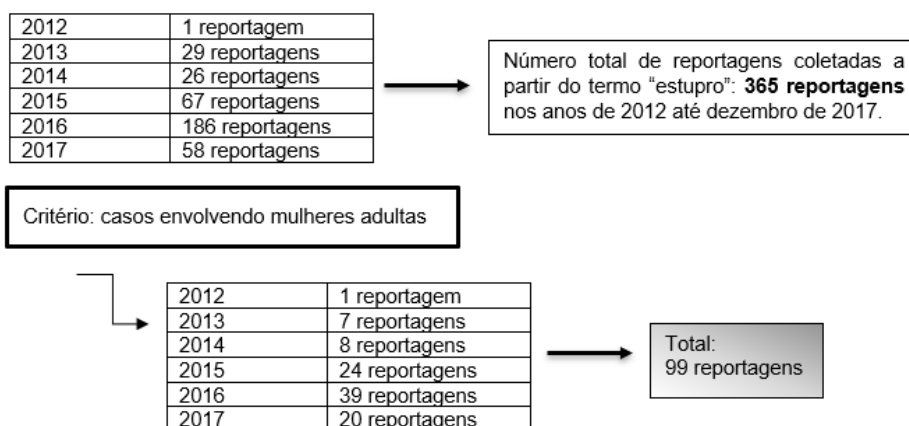 2012 1 reportagem
2013 29 reportagens
2014 26 reportagens
2015 67 reportagens
2016 186 reportagens
2017 58 reportagens
Número total de reportagens coletadas a
partir do termo “estupro”: 365 reportagens
nos anos de 2012 até dezembro de 2017.
Critério: casos envolvendo mulheres adultas
2012 1 reportagem
2013 7 reportagens
2014 8 reportagens
2015 24 reportagens
2016 39 reportagens
2017 20 reportagens
Total:
99 reportagens